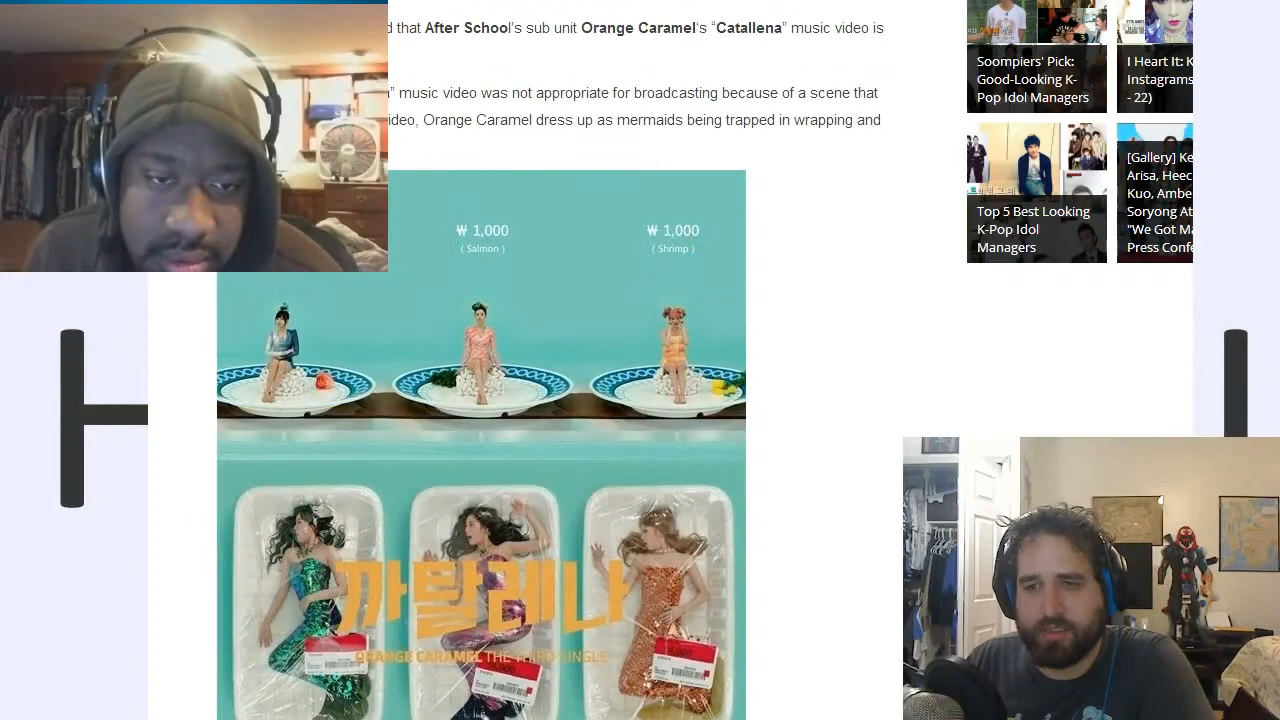 d that After School's sub unit Orange Caramel's “Catallena” music video is
” music video was not appropriate for broadcasting because of a scene that
ideo, Orange Caramel dress up as mermaids being trapped in wrapping and
₩ 1,000
( Salmon )
₩ 1,000
( Shrimp )
까탈레나
ORANGE CARAMEL THE THIRD SINGLE
Soompiers' Pick:
Good-Looking K-
Pop Idol Managers
I Heart It: K
Instagrams
- 22)
Top 5 Best Looking
K-Pop Idol
Managers
[Gallery] Ke
Arisa, Heec
Kuo, Ambe
Soryong At
"We Got Ma
Press Confe
H